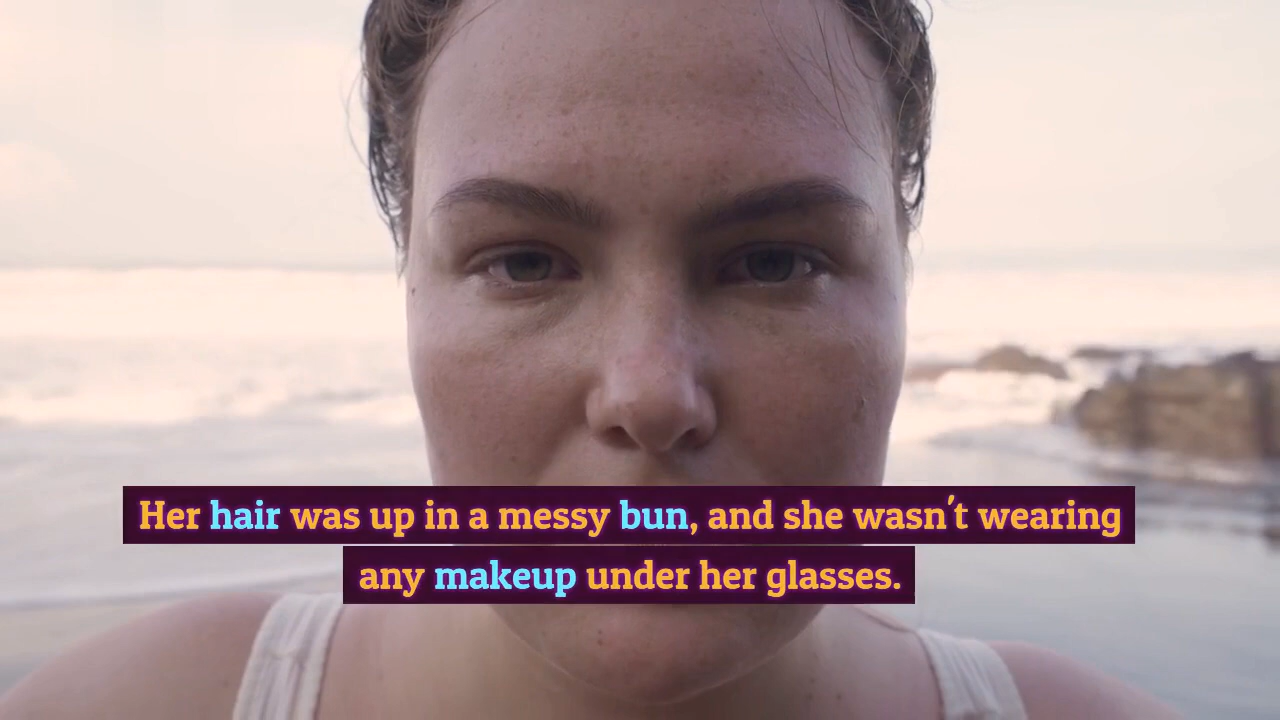 Her hair was up in a messy bun, and she wasn't wearing
any makeup under her glasses.